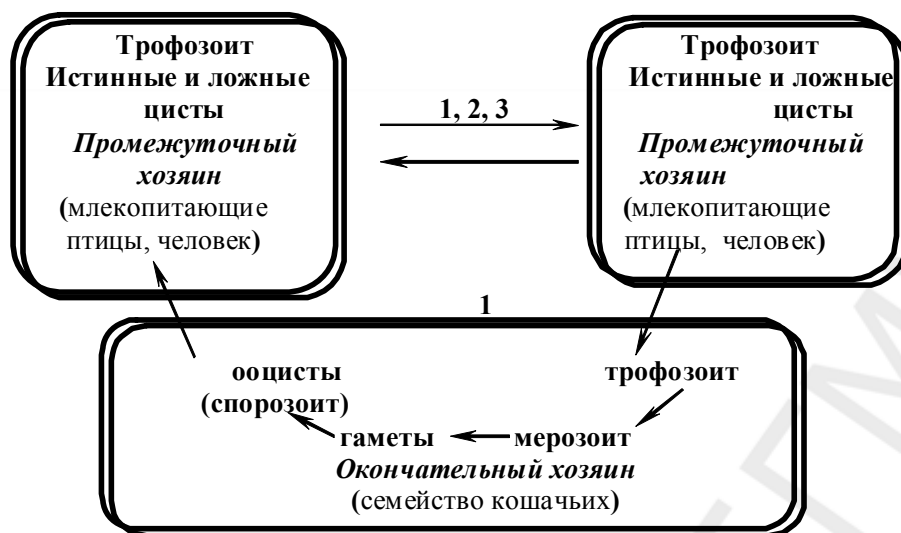 Трофозоит
Истинные и ложные
цисты
Промежуточный
хозяин
(млекопитающие
птицы, человек)
1, 2, 3
Трофозоит
Истинные и ложные
цисты
Промежуточный
хозяин
(млекопитающие
птицы, человек)
1
ооцисты
(спорозоит)
трофозоит
гаметы
мерозоит
Окончательный хозяин
(семейство кошачьих)